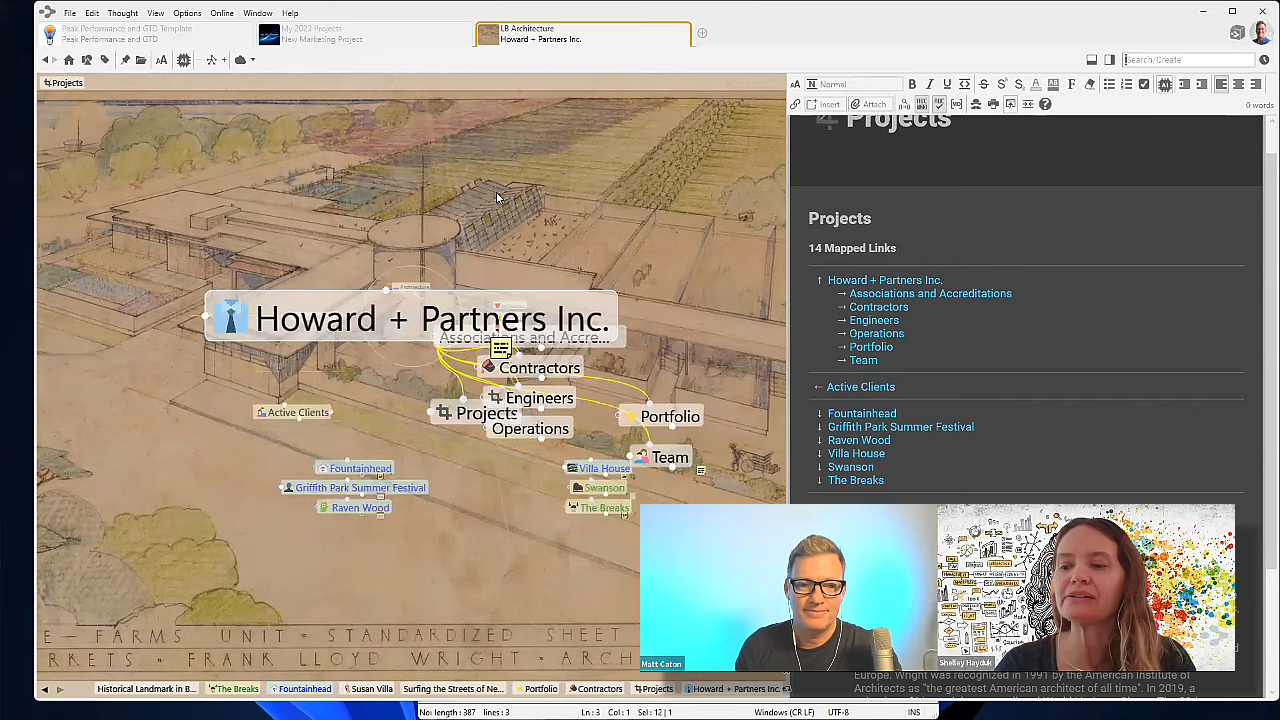 File Edit Thought View Options Online Window Help
Peak Performance and GTD Template
Peak Performance and GTD
My 2023 Projects
New Marketing Project
LB Architecture
Howard + Partners Inc.
Search/Create
Projects
Normal
Insert Attach
0 words
Projects
Projects
14 Mapped Links
↑ Howard + Partners Inc.
→ Associations and Accreditations
→ Contractors
→ Engineers
→ Operations
→ Portfolio
→ Team
← Active Clients
↓ Fountainhead
↓ Griffith Park Summer Festival
↓ Raven Wood
↓ Villa House
↓ Swanson
↓ The Breaks
Howard + Partners Inc.
Associations and Accre...
Contractors
Engineers
Projects
Operations
Portfolio
Team
Active Clients
Fountainhead
Griffith Park Summer Festival
Raven Wood
Villa House
Swanson
The Breaks
E - FARMS UNIT - STANDARDIZED SHEET
RKETS • FRANK LLOYD WRIGHT • ARCH
Matt Caton
Shelley Hayduk
Europe. Wright was recognized in 1991 by the American Institute of
Architects as "the greatest American architect of all time". In 2019, a
Historical Landmark in B... The Breaks Fountainhead Susan Villa Surfing the Streets of Ne... Portfolio Contractors Projects Howard + Partners Inc.
length : 387 lines : 3 Ln : 3 Col : 1 Sel : 12 | 1 Windows (CR LF) UTF-8 INS